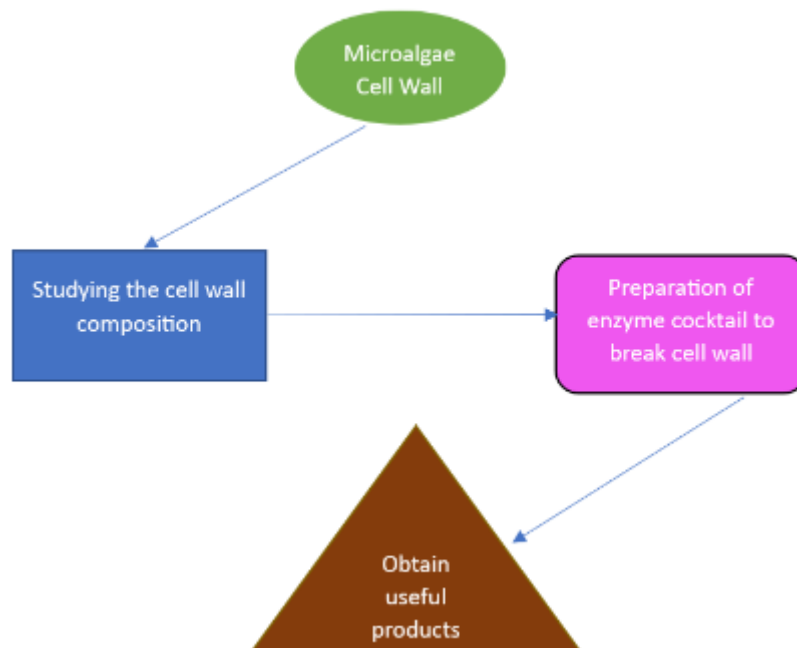 Microalgae
Cell Wall
Studying the cell wall
composition
Preparation of
enzyme cocktail to
break cell wall
Obtain
useful
products